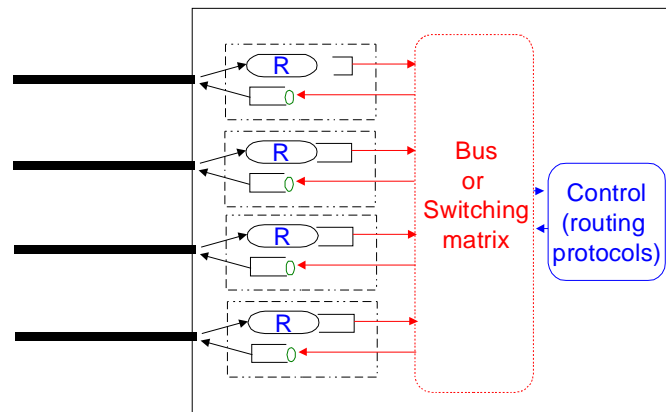 R
R
R
R
Bus
or
Switching
matrix
Control
(routing
protocols)